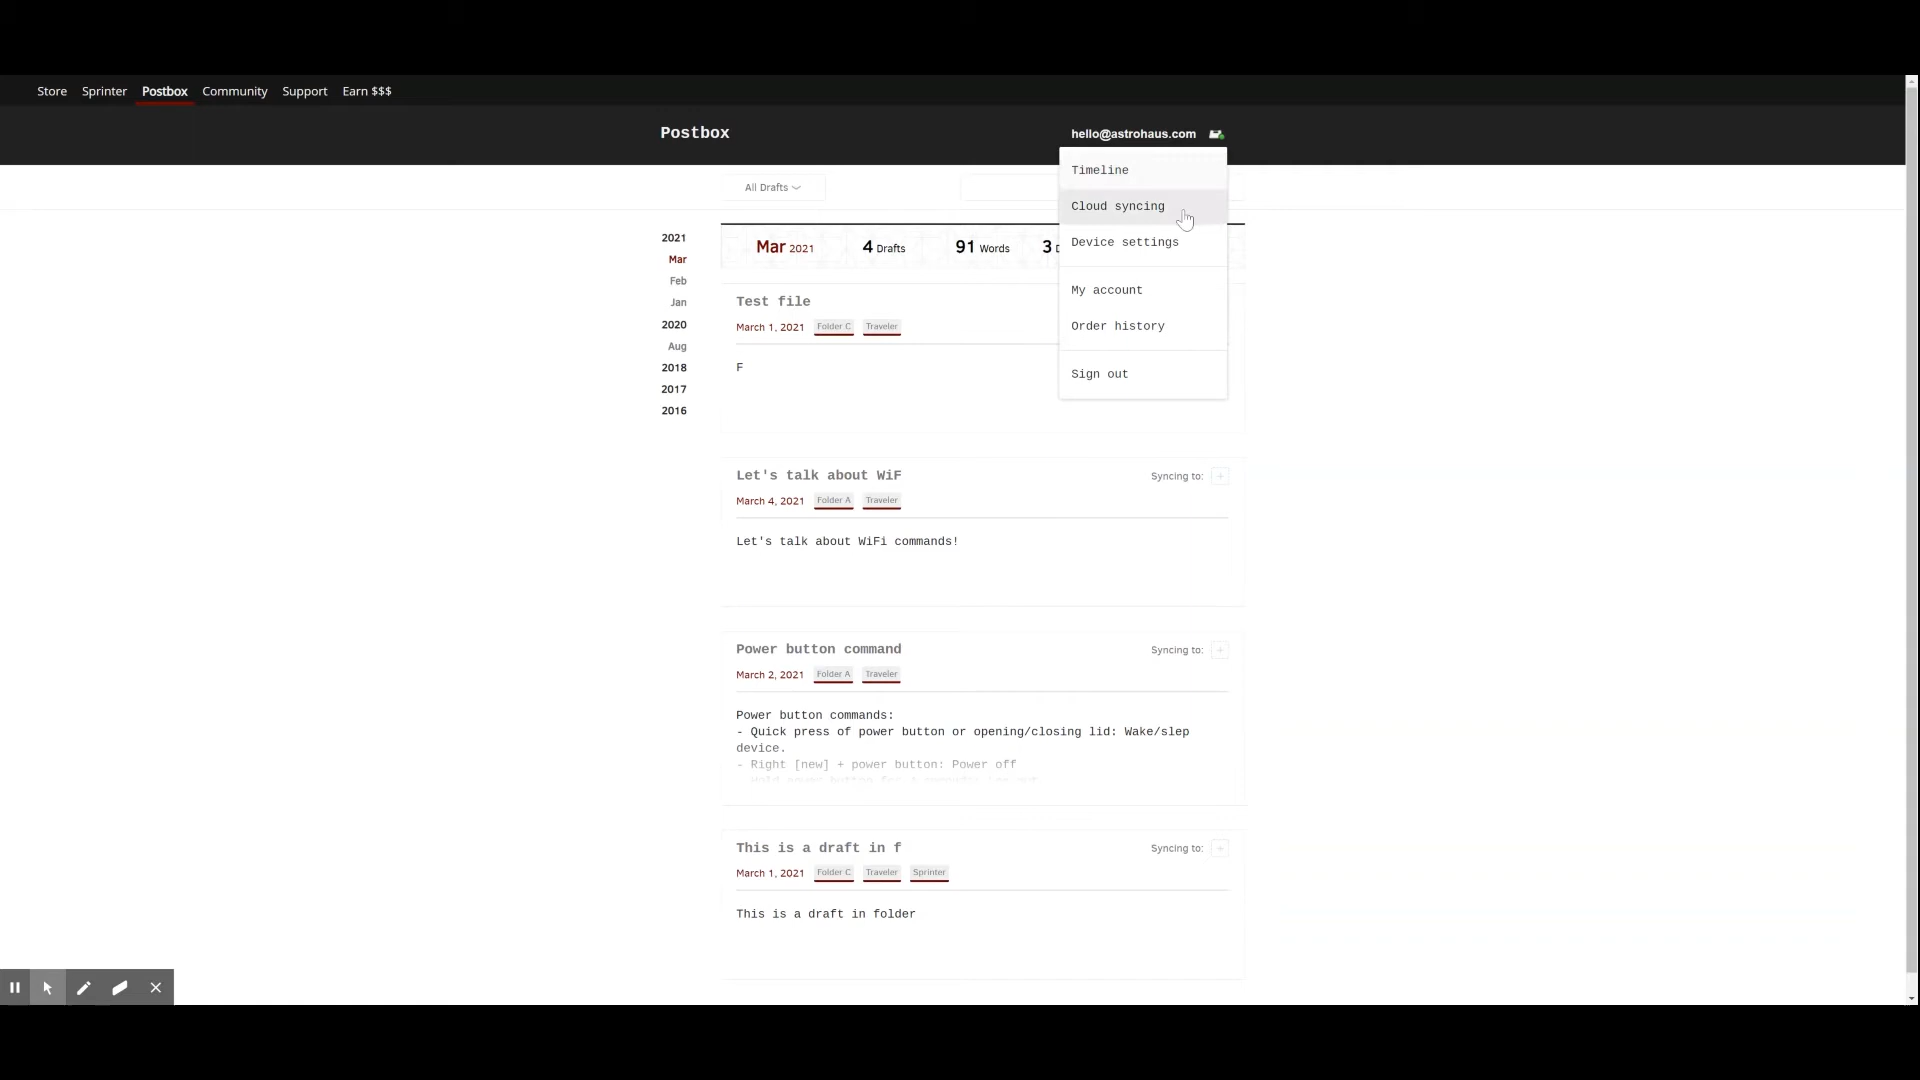 Store Sprinter Postbox Community Support Earn $$$
Postbox
hello@astrohaus.com
Timeline
Cloud syncing
Device settings
My account
Order history
Sign out
All Drafts
2021
Mar
Feb
Jan
2020
Aug
2018
2017
2016
Mar 2021 4 Drafts 91 Words 3
Test file
March 1, 2021 Folder C Traveler
F
Let's talk about WiF Syncing to: +
March 4, 2021 Folder A Traveler
Let's talk about WiFi commands!
Power button command Syncing to: +
March 2, 2021 Folder A Traveler
Power button commands:
- Quick press of power button or opening/closing lid: Wake/slep
device.
- Right [new] + power button: Power off
This is a draft in f Syncing to: +
March 1, 2021 Folder C Traveler Sprinter
This is a draft in folder